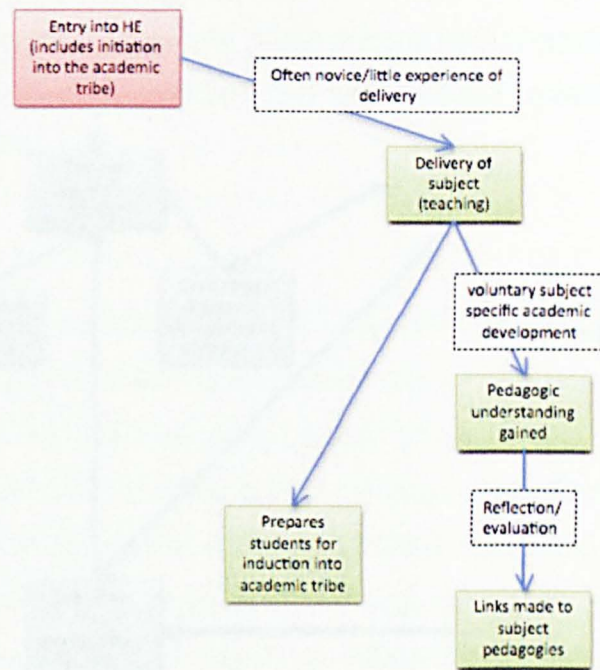 Entry into HE
(includes initiation
into the academic
tribe)
Often novice/little experience of
delivery
Delivery of
subject
(teaching)
voluntary subject
specific academic
development
Pedagogic
understanding
gained
Reflection/
evaluation
Prepares
students for
induction into
academic tribe
Links made to
subject
pedagogies